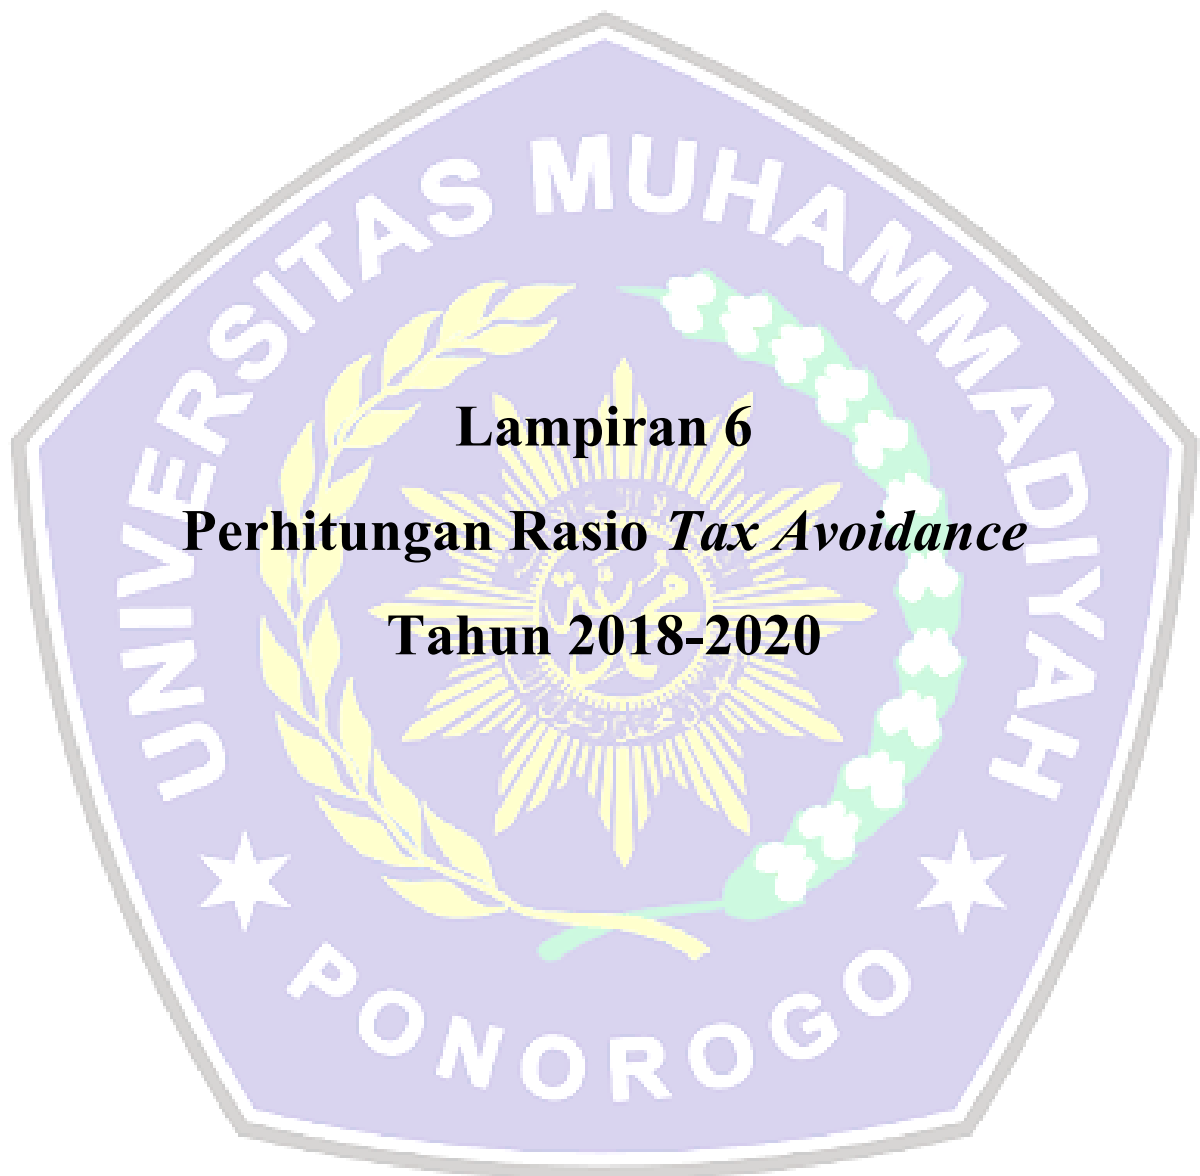 UNIVERSITAS MUHAMMADIYAH
Lampiran 6
Perhitungan Rasio Tax Avoidance
Tahun 2018-2020
PONOROGO